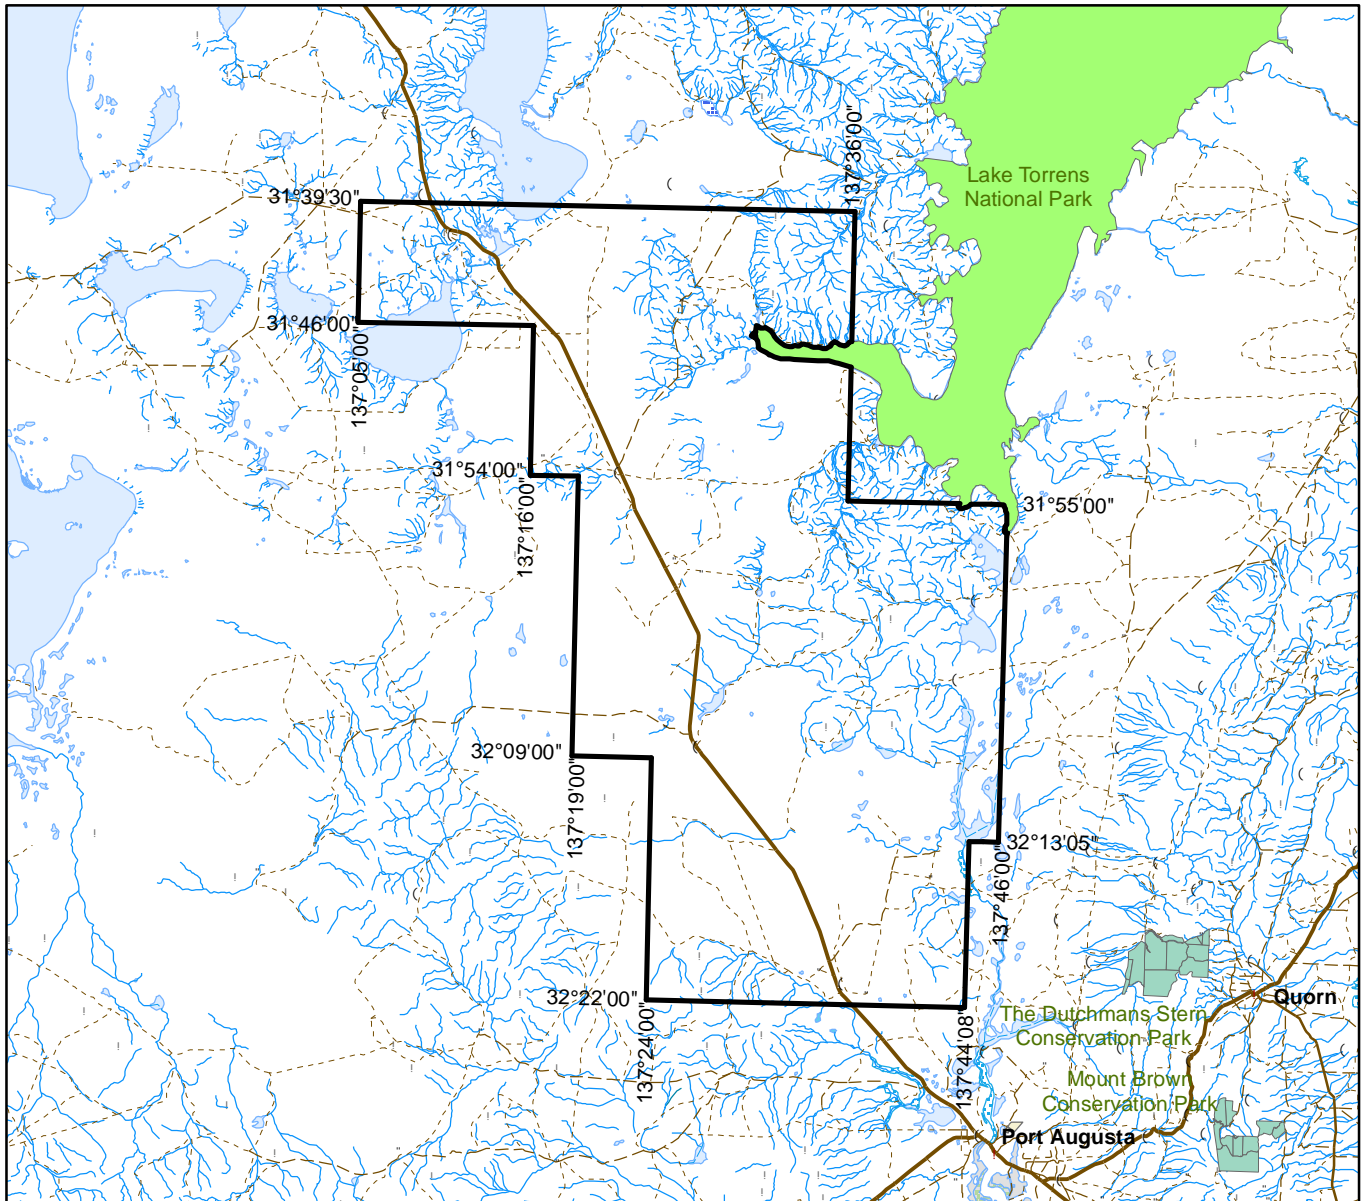 137°36'00"
Lake Torrens
National Park
31°39'30"
31°46'00"
137°05'00"
31°54'00"
137°16'00"
31°55'00"
32°09'00"
137°19'00"
32°13'05"
137°46'00"
32°22'00"
137°24'00"
137°44'08"
Quorn
The Dutchmans Stern
Conservation Park
Mount Brown
Conservation Park
Port Augusta